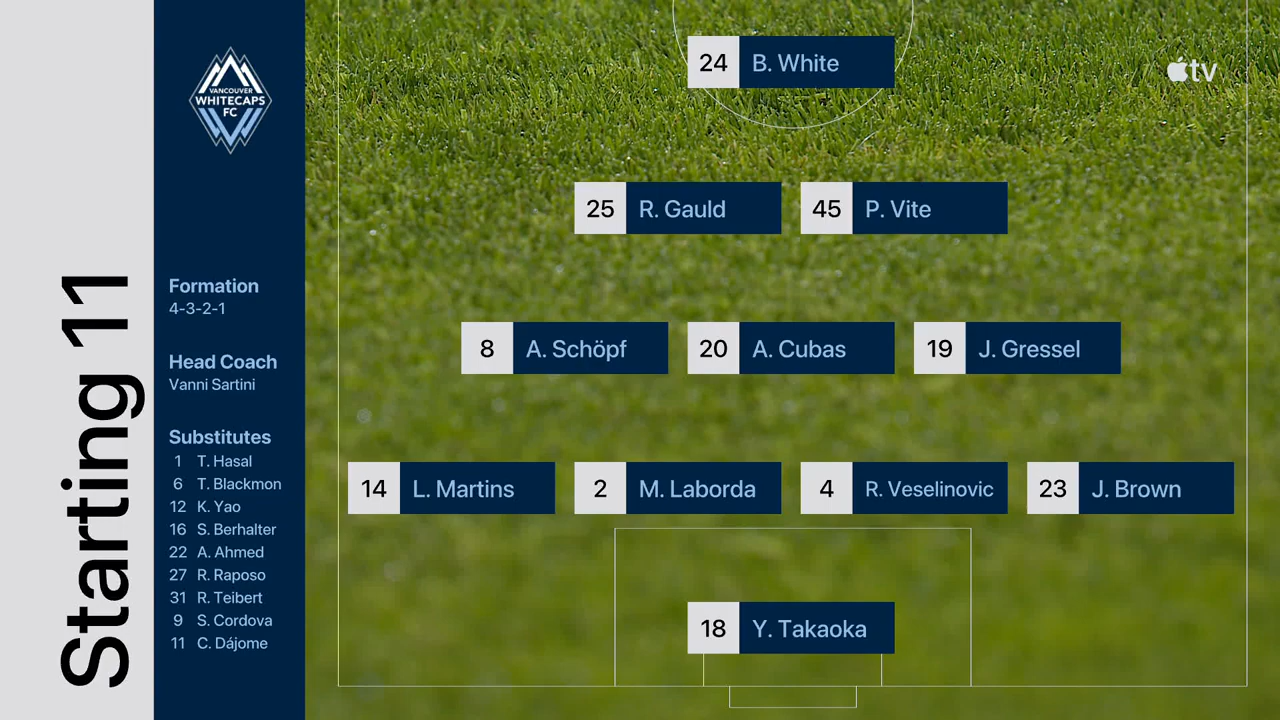 Starting 11
VANCOUVER
WHITECAPS
FC
Formation
4-3-2-1
Head Coach
Vanni Sartini
Substitutes
1 T. Hasal
6 T. Blackmon
12 K. Yao
16 S. Berhalter
22 A. Ahmed
27 R. Raposo
31 R. Teibert
9 S. Cordova
11 C. Dájome
24 B. White
tv
25 R. Gauld
45 P. Vite
8 A. Schöpf
20 A. Cubas
19 J. Gressel
14 L. Martins
2 M. Laborda
4 R. Veselinovic
23 J. Brown
18 Y. Takaoka